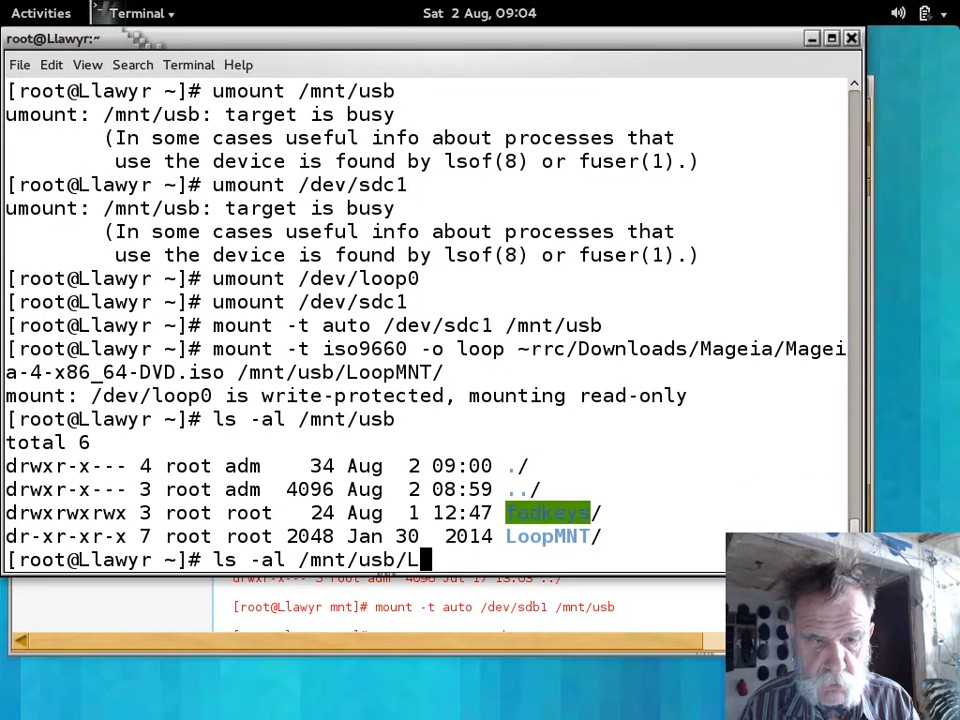 Activities Terminal Sat 2 Aug, 09:04
root@Llawyr:~
File Edit View Search Terminal Help
[root@Llawyr ~]# umount /mnt/usb
umount: /mnt/usb: target is busy
(In some cases useful info about processes that
use the device is found by lsof(8) or fuser(1).)
[root@Llawyr ~]# umount /dev/sdc1
umount: /mnt/usb: target is busy
(In some cases useful info about processes that
use the device is found by lsof(8) or fuser(1).)
[root@Llawyr ~]# umount /dev/loop0
[root@Llawyr ~]# umount /dev/sdc1
[root@Llawyr ~]# mount -t auto /dev/sdc1 /mnt/usb
[root@Llawyr ~]# mount -t iso9660 -o loop ~rrc/Downloads/Mageia/Magei
a-4-x86_64-DVD.iso /mnt/usb/LoopMNT/
mount: /dev/loop0 is write-protected, mounting read-only
[root@Llawyr ~]# ls -al /mnt/usb
total 6
drwxr-x--- 4 root adm 34 Aug 2 09:00 ./
drwxr-x--- 3 root adm 4096 Aug 2 08:59 ../
drwxrwxrwx 3 root root 24 Aug 1 12:47 fodkeys/
dr-xr-xr-x 7 root root 2048 Jan 30 2014 LoopMNT/
[root@Llawyr ~]# ls -al /mnt/usb/L
drwxr-x--- 3 root adm 4096 Jul 17 13:03 ../
[root@Llawyr mnt]# mount -t auto /dev/sdb1 /mnt/usb